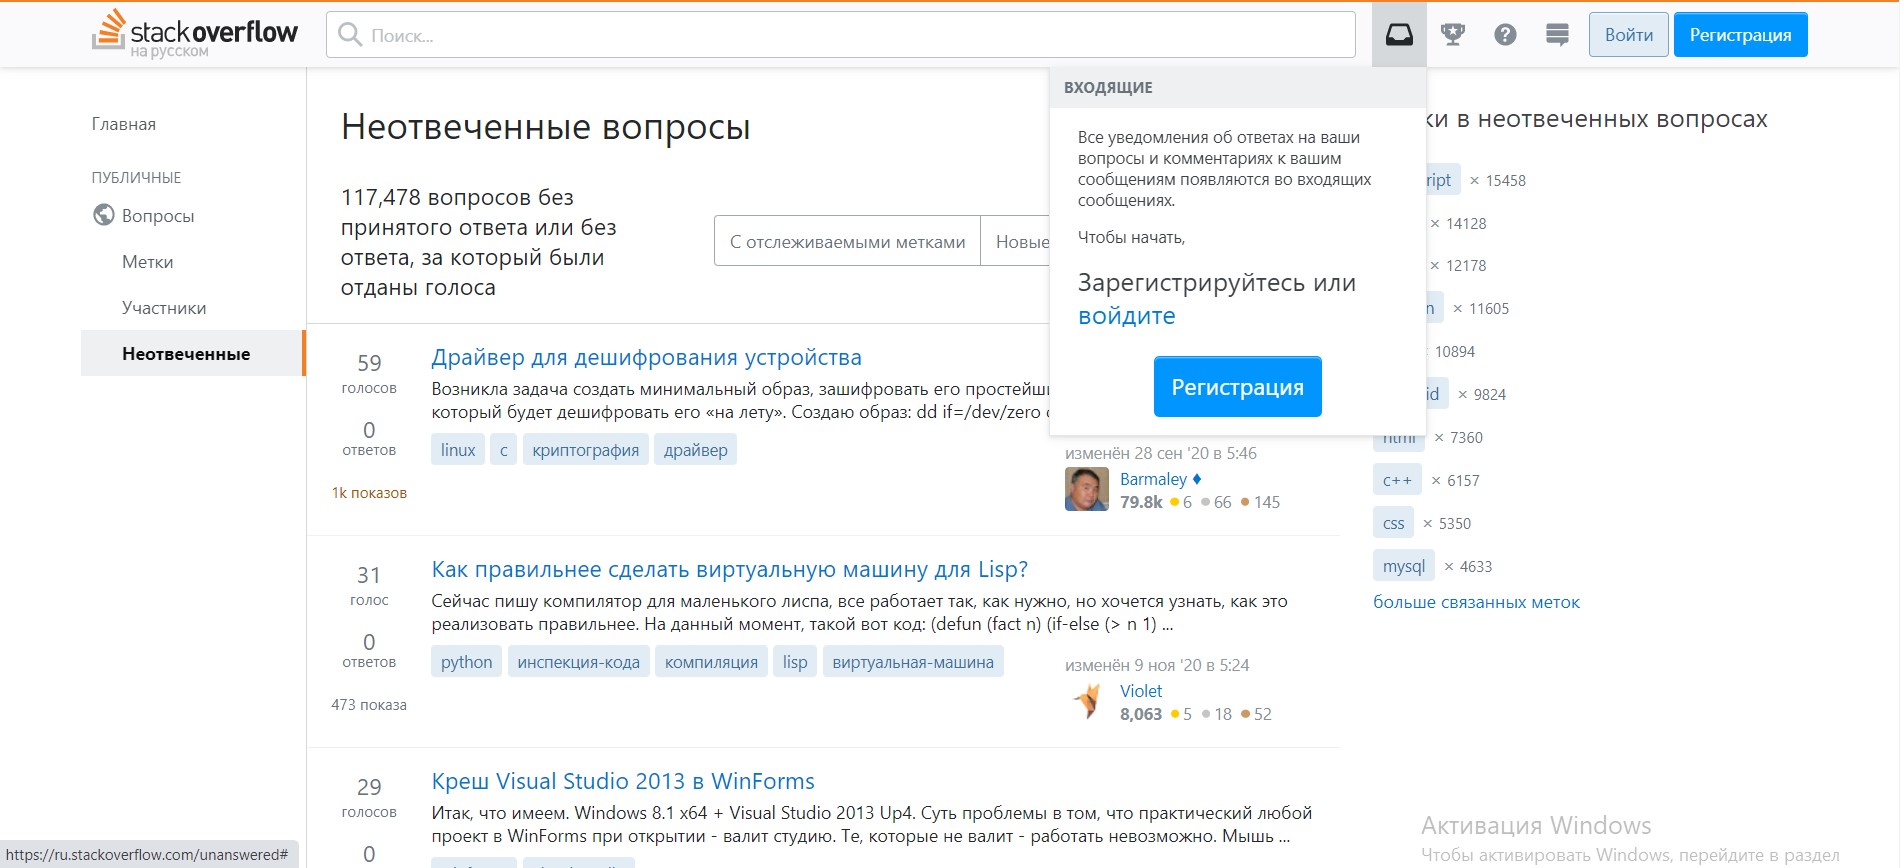 stackoverflow
на русском
Поиск...
Войти
Регистрация
Главная
ПУБЛИЧНЫЕ
Вопросы
Метки
Участники
Неотвеченные
Неотвеченные вопросы
117,478 вопросов без
принятого ответа или без
ответа, за который были
отданы голоса
С отслеживаемыми метками
Новые
ВХОДЯЩИЕ
Все уведомления об ответах на ваши
вопросы и комментариях к вашим
сообщениям появляются во входящих
сообщениях.
Чтобы начать,
Зарегистрируйтесь или
войдите
Регистрация
59
голосов
0
ответов
1k показов
Драйвер для дешифрования устройства
Возникла задача создать минимальный образ, зашифровать его
который будет дешифровать его «на лету». Создаю образ: dd if=/dev/zero
linux с криптография драйвер
изменён 28 сен '20 в 5:46
Barmaley ♦
79.8k 6 66 145
31
голос
0
ответов
473 показа
Как правильнее сделать виртуальную машину для Lisp?
Сейчас пишу компилятор для маленького лиспа, все работает так, как нужно, но хочется узнать, как это
реализовать правильнее. На данный момент, такой вот код: (defun (fact n) (if-else (> n 1) ...
python инспекция-кода компиляция lisp виртуальная-машина
изменён 9 ноя '20 в 5:24
Violet
8,063 5 18 52
29
голосов
0
Креш Visual Studio 2013 в WinForms
Итак, что имеем. Windows 8.1 x64 + Visual Studio 2013 Up4. Суть проблемы в том, что практический любой
проект в WinForms при открытии - валит студию. Те, которые не валит - работать невозможно. Мышь ...
в неотвеченных вопросах
× 15458
× 14128
× 12178
× 11605
10894
× 9824
html × 7360
c++ × 6157
css × 5350
mysql × 4633
больше связанных меток
Активация Windows
Чтобы активировать Windows, перейдите в раздел
https://ru.stackoverflow.com/unanswered#